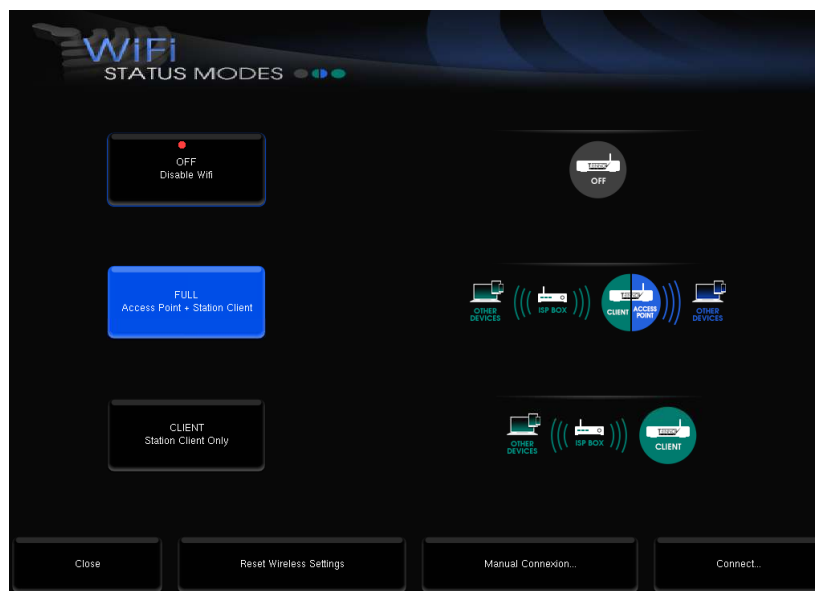 WiFi
STATUS MODES
OFF
Disable Wifi
OFF
FULL
Access Point + Station Client
OTHER
DEVICES
ISP BOX
CLIENT
ACCESS
POINT
OTHER
DEVICES
CLIENT
Station Client Only
OTHER
DEVICES
ISP BOX
CLIENT
Close
Reset Wireless Settings
Manual Connexion...
Connect...